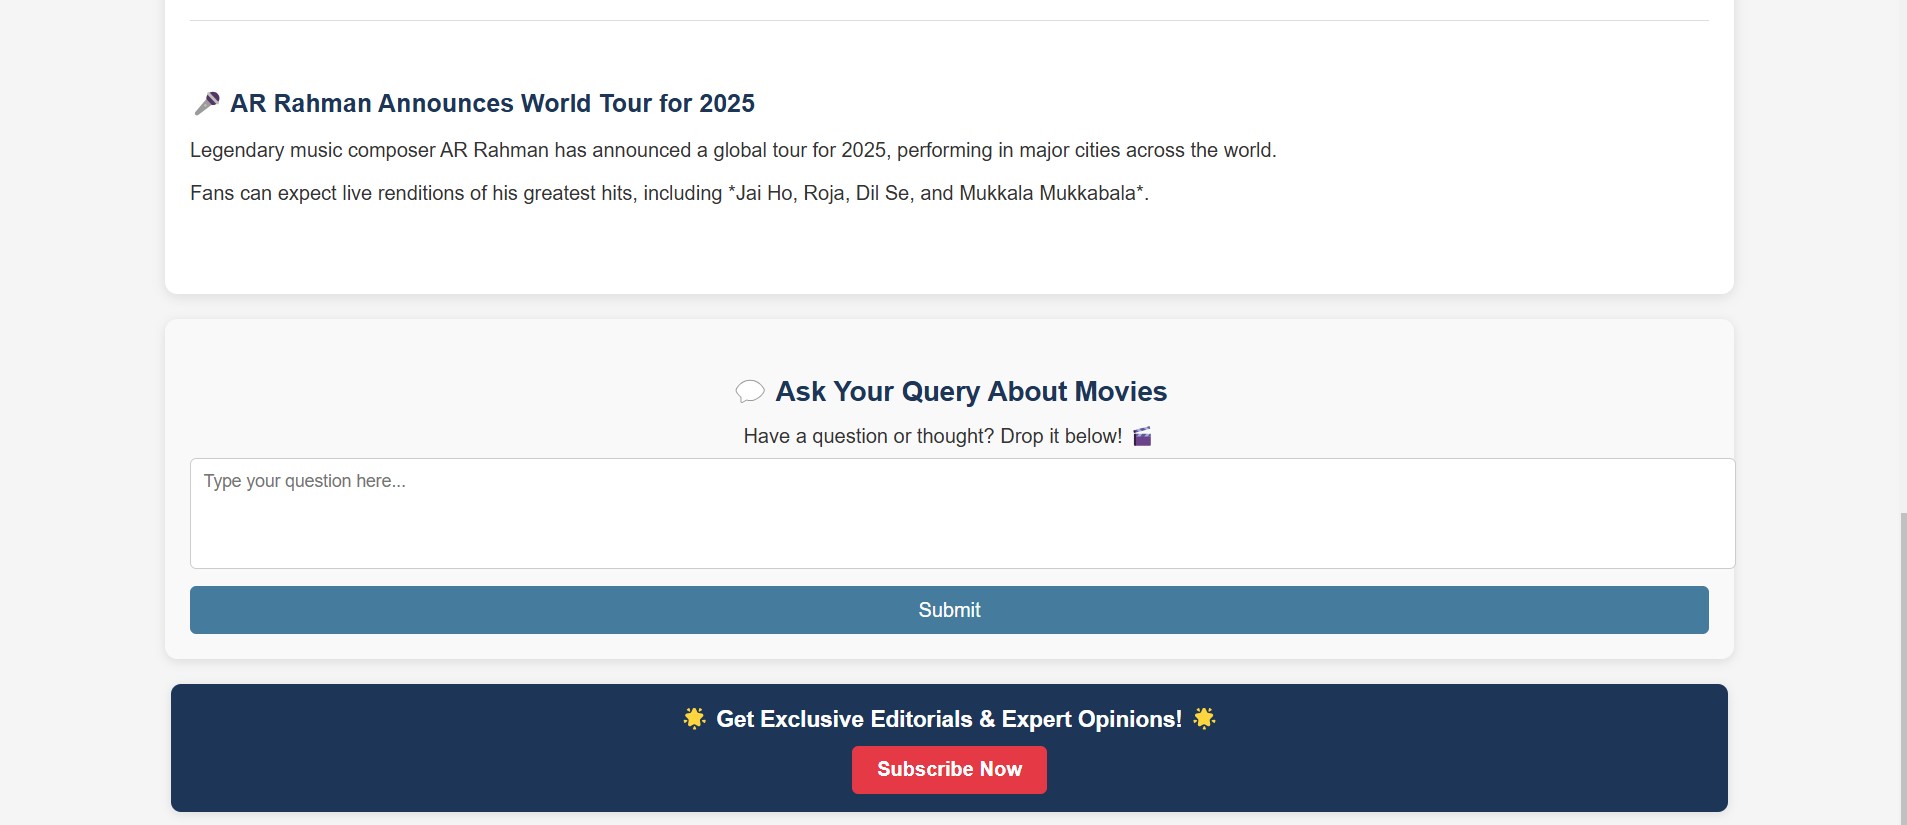 🎤 AR Rahman Announces World Tour for 2025
Legendary music composer AR Rahman has announced a global tour for 2025, performing in major cities across the world.
Fans can expect live renditions of his greatest hits, including *Jai Ho, Roja, Dil Se, and Mukkala Mukkabala*.
💬 Ask Your Query About Movies
Have a question or thought? Drop it below! 🎬
Type your question here...
Submit
🌟 Get Exclusive Editorials & Expert Opinions! 🌟
Subscribe Now